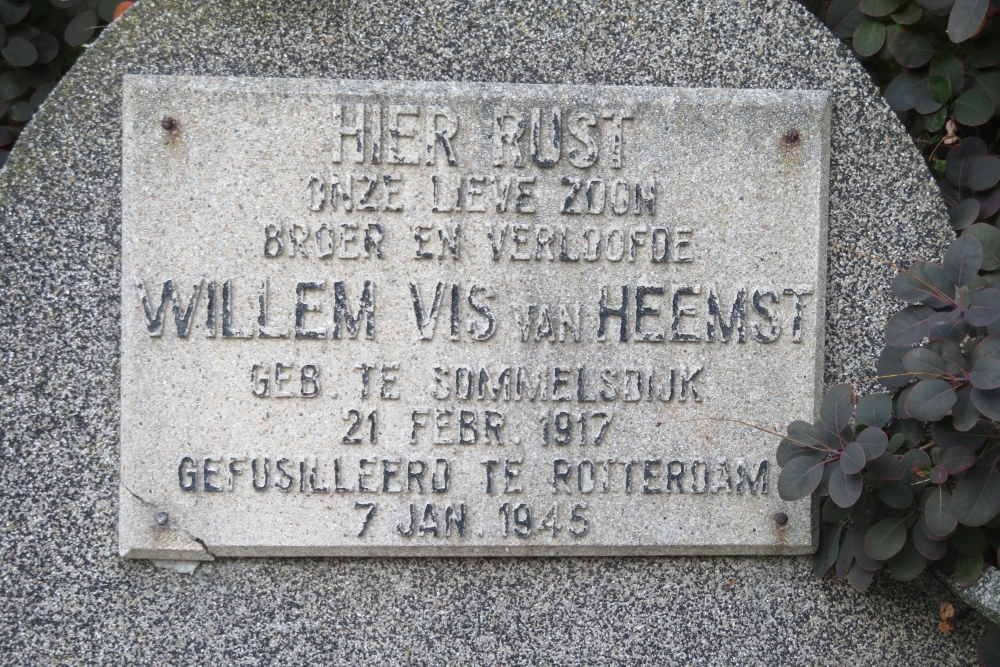 HIER RUST
ONZE LIEVE ZOON
BROER EN VERLOOFDE
WILLEM VIS VAN HEEMST
GEB. TE SOMMELSDIJK
21 FEBR. 1917
GEFUSILLEERD TE ROTTERDAM
7 JAN. 1945